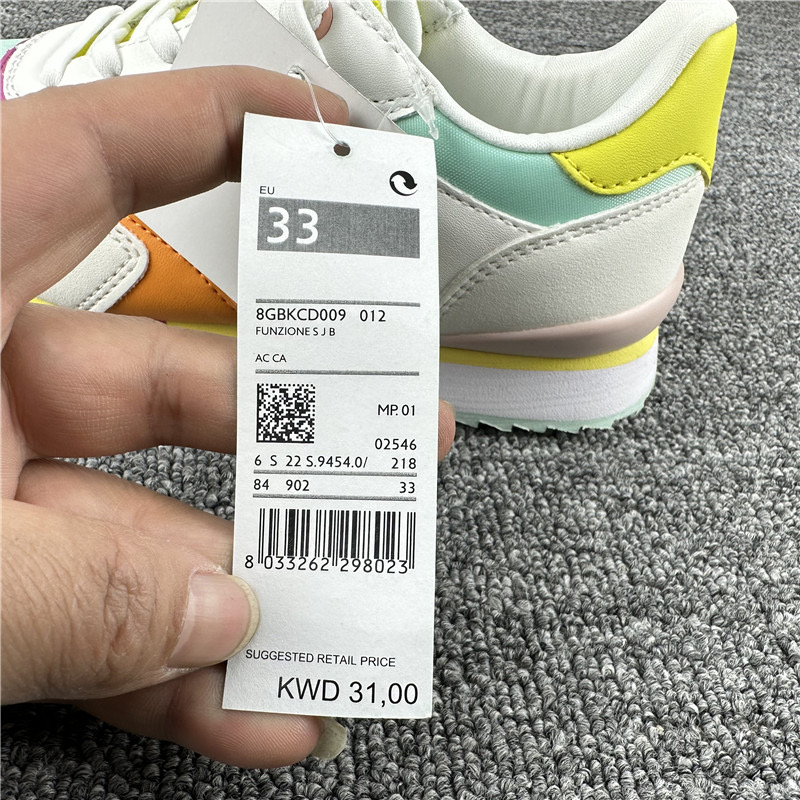 EU
33
8GBKCD009 012
FUNZIONE S J B
AC CA
MP. 01
02546
6 S 22 S.9454.0/ 218
84 902 33
8 033262 298023
SUGGESTED RETAIL PRICE
KWD 31,00